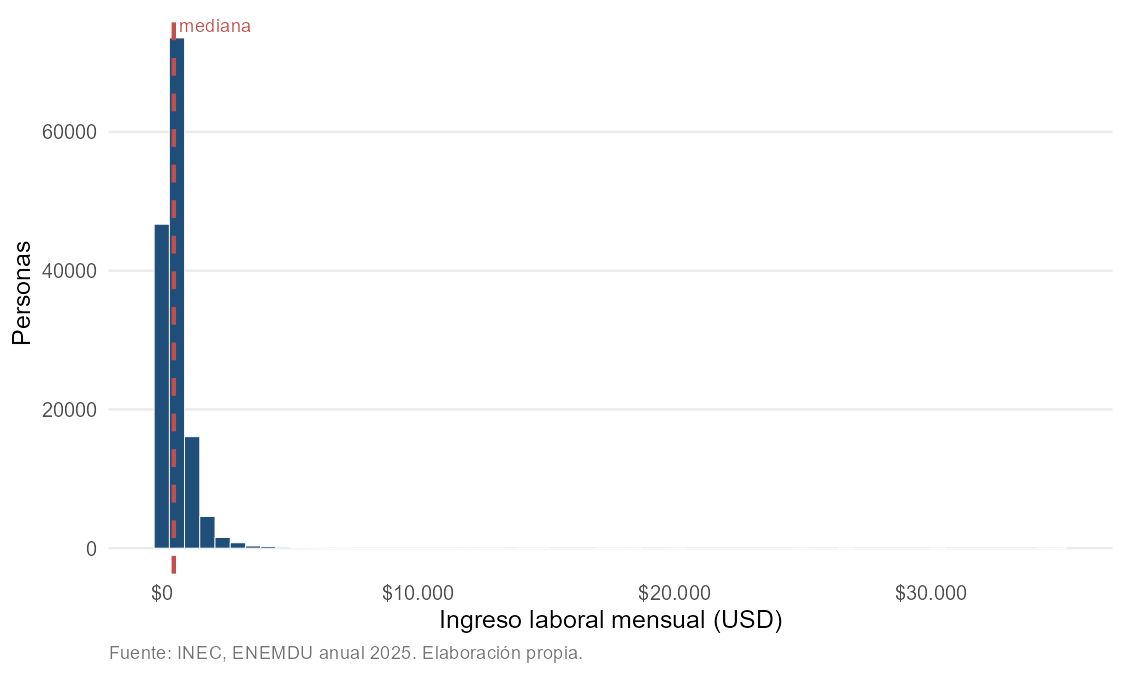 mediana
60000
40000
20000
0
Personas
$0 $10.000 $20.000 $30.000
Ingreso laboral mensual (USD)
Fuente: INEC, ENEMDU anual 2025. Elaboración propia.